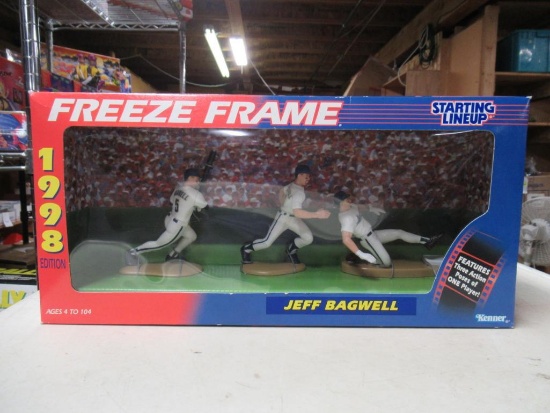 FREEZE FRAME
STARTING
LINEUP
1998
EDITION
FEATURES
Three Action
Poses of
ONE Player!
JEFF BAGWELL
AGES 4 TO 104
Kenner
5